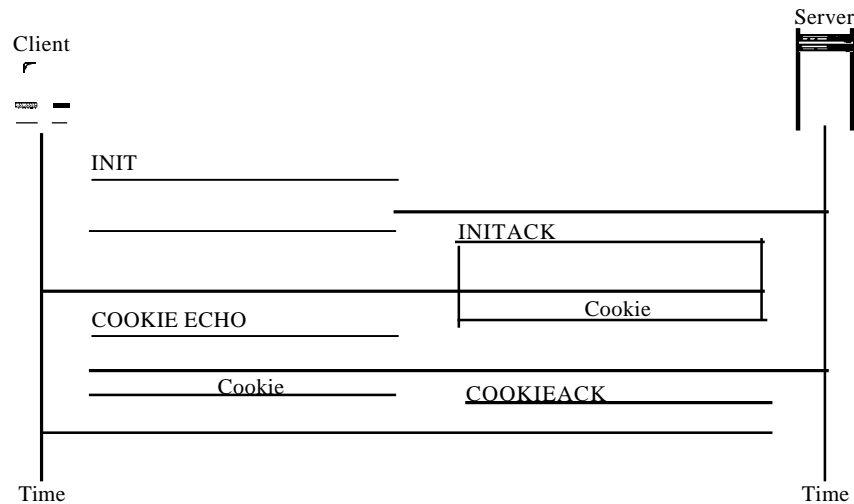 Server
Client
INIT
INITACK
Cookie
COOKIE ECHO
Cookie
COOKIEACK
Time
Time